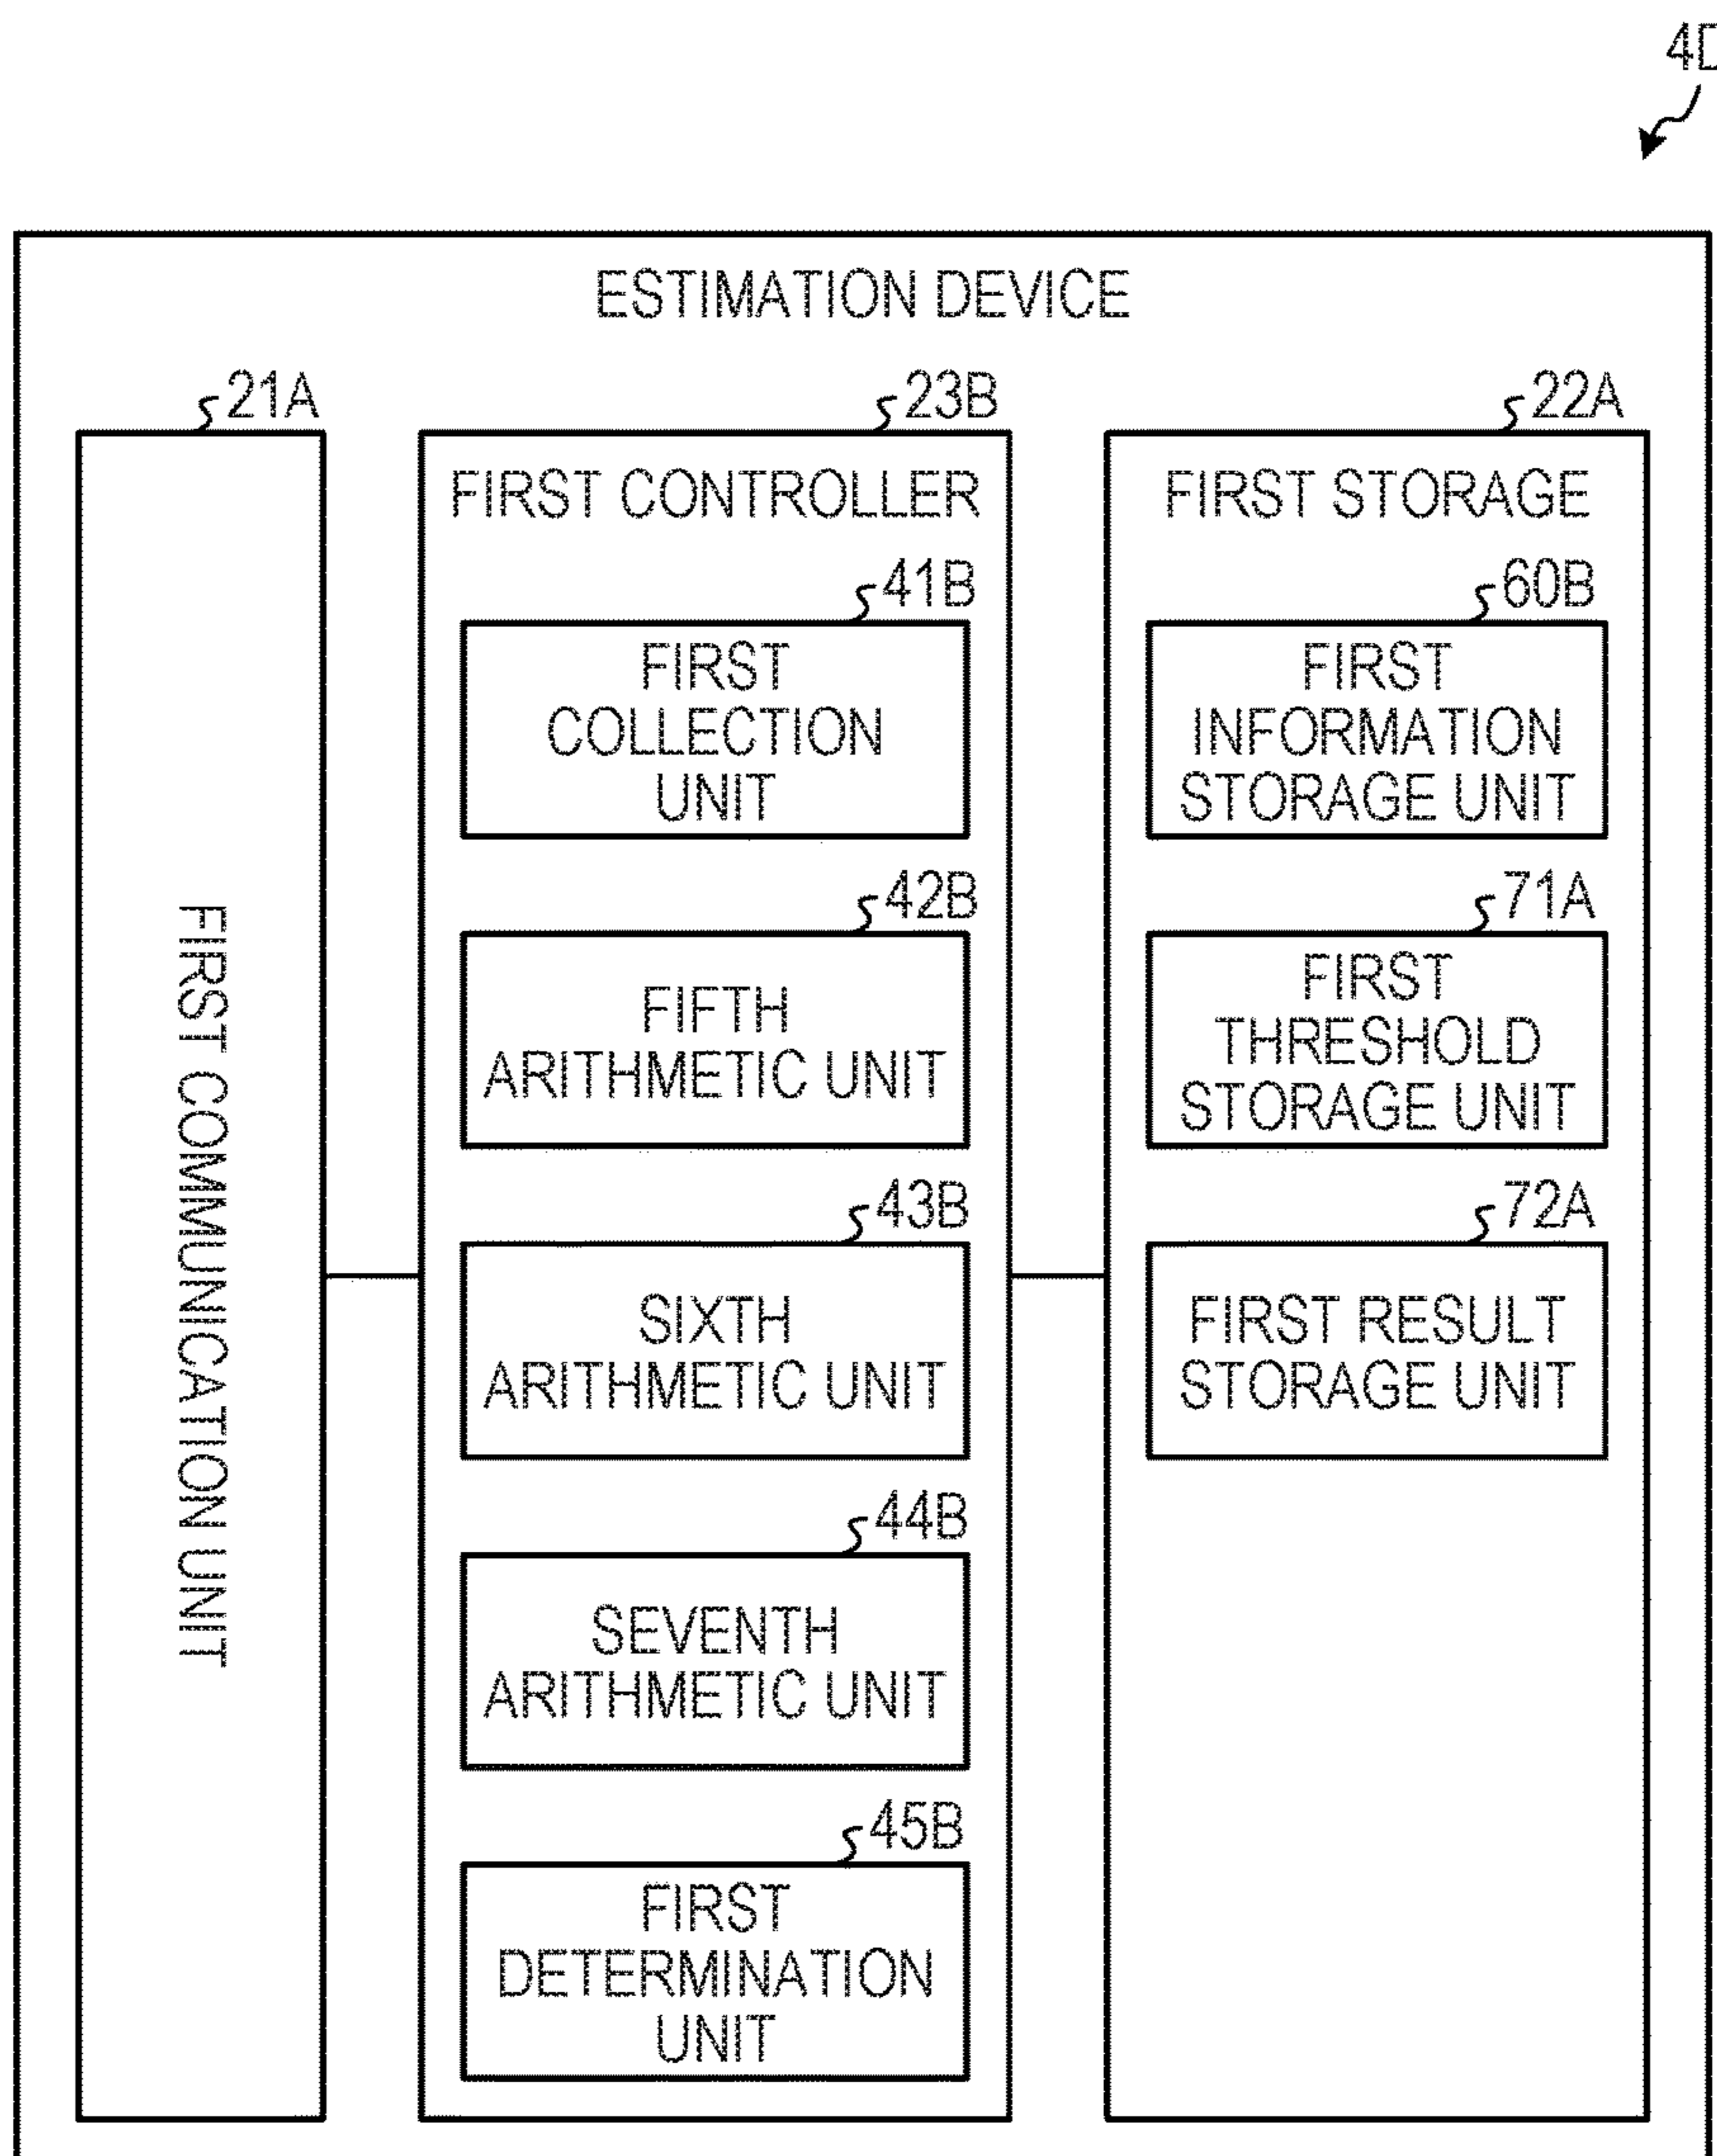 4D
ESTIMATION DEVICE
21A
FIRST COMMUNICATION UNIT
23B
FIRST CONTROLLER
41B
FIRST
COLLECTION
UNIT
42B
FIFTH
ARITHMETIC UNIT
43B
SIXTH
ARITHMETIC UNIT
44B
SEVENTH
ARITHMETIC UNIT
45B
FIRST
DETERMINATION
UNIT
22A
FIRST STORAGE
60B
FIRST
INFORMATION
STORAGE UNIT
71A
FIRST
THRESHOLD
STORAGE UNIT
72A
FIRST RESULT
STORAGE UNIT